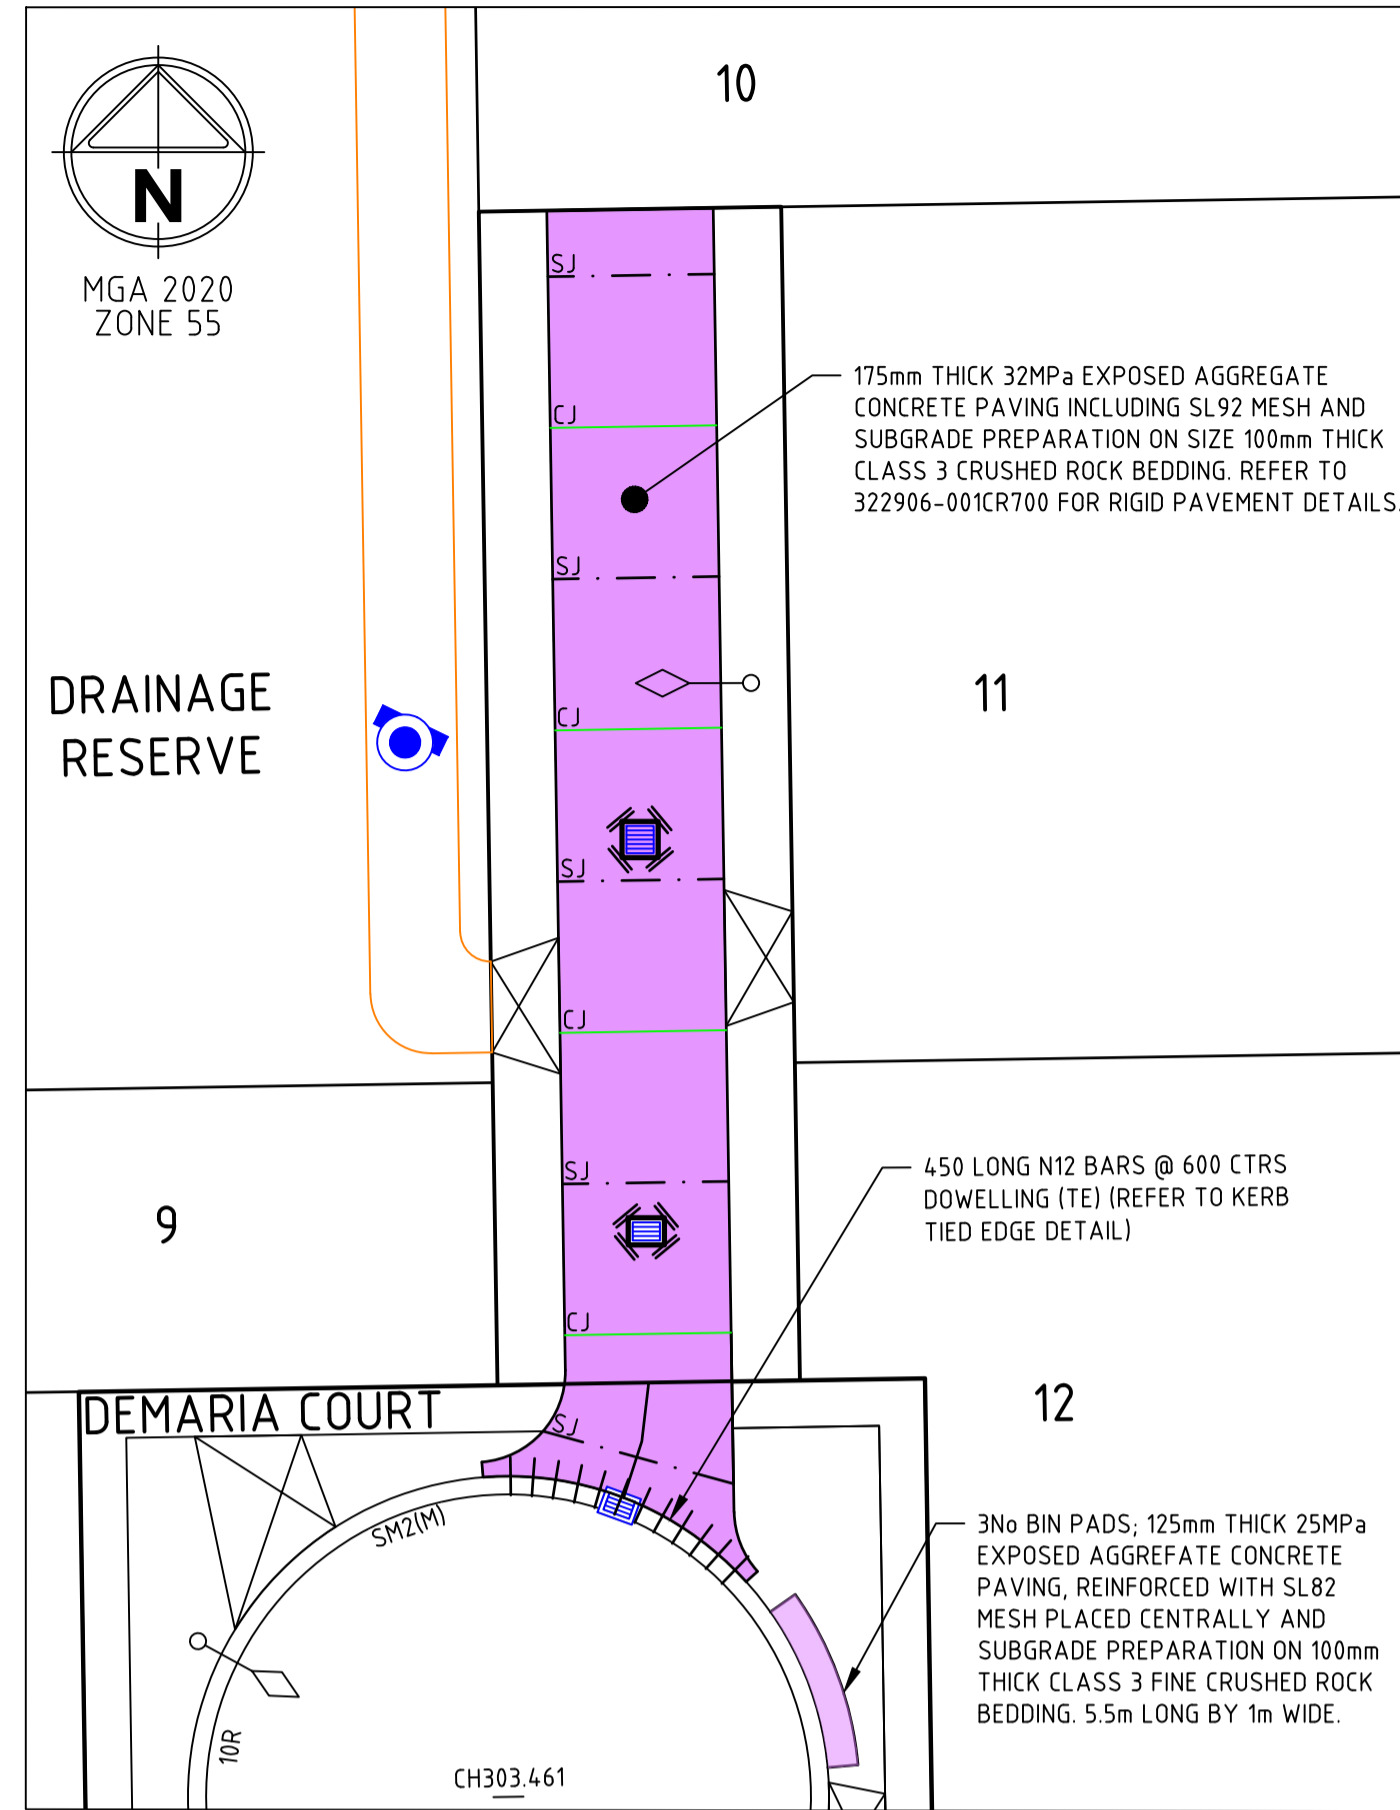 10
N
MGA 2020
ZONE 55
SJ
175mm THICK 32MPa EXPOSED AGGREGATE
CONCRETE PAVING INCLUDING SL92 MESH AND
SUBGRADE PREPARATION ON SIZE 100mm THICK
CLASS 3 CRUSHED ROCK BEDDING. REFER TO
322906-001CR700 FOR RIGID PAVEMENT DETAILS.
CJ
SJ
DRAINAGE
RESERVE
11
CJ
SJ
CJ
SJ
450 LONG N12 BARS @ 600 CTRS
DOWELLING (TE) (REFER TO KERB
TIED EDGE DETAIL)
9
CJ
DEMARIA COURT
12
SJ
SM2(M)
3No BIN PADS; 125mm THICK 25MPa
EXPOSED AGGREFATE CONCRETE
PAVING, REINFORCED WITH SL82
MESH PLACED CENTRALLY AND
SUBGRADE PREPARATION ON 100mm
THICK CLASS 3 FINE CRUSHED ROCK
BEDDING. 5.5m LONG BY 1m WIDE.
10R
CH303.461